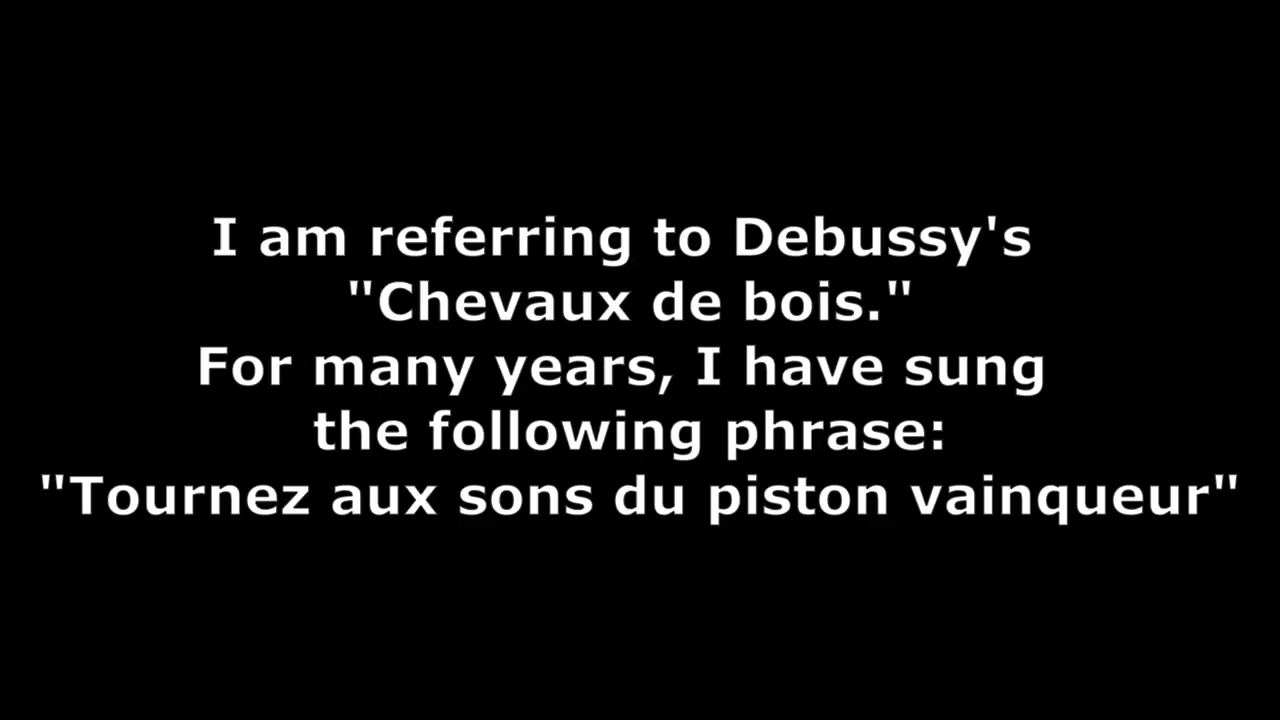 I am referring to Debussy's
"Chevaux de bois."
For many years, I have sung
the following phrase:
"Tournez aux sons du piston vainqueur"